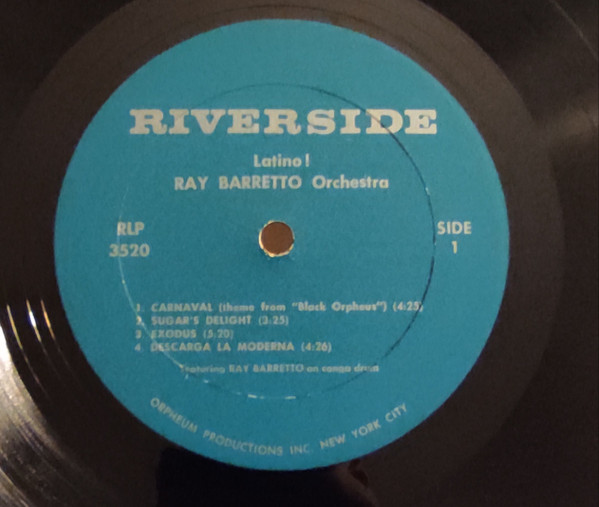 RIVERSIDE
Latino!
RAY BARRETTO Orchestra
RLP
3520
SIDE
1
1. CARNAVAL (theme from "Black Orpheus") (4:25)
2. SUGAR'S DELIGHT (3:25)
3. EXODUS (5:20)
4. DESCARGA LA MODERNA (4:26)
Featuring RAY BARRETTO on conga drum
ORPHEUM PRODUCTIONS INC. NEW YORK CITY